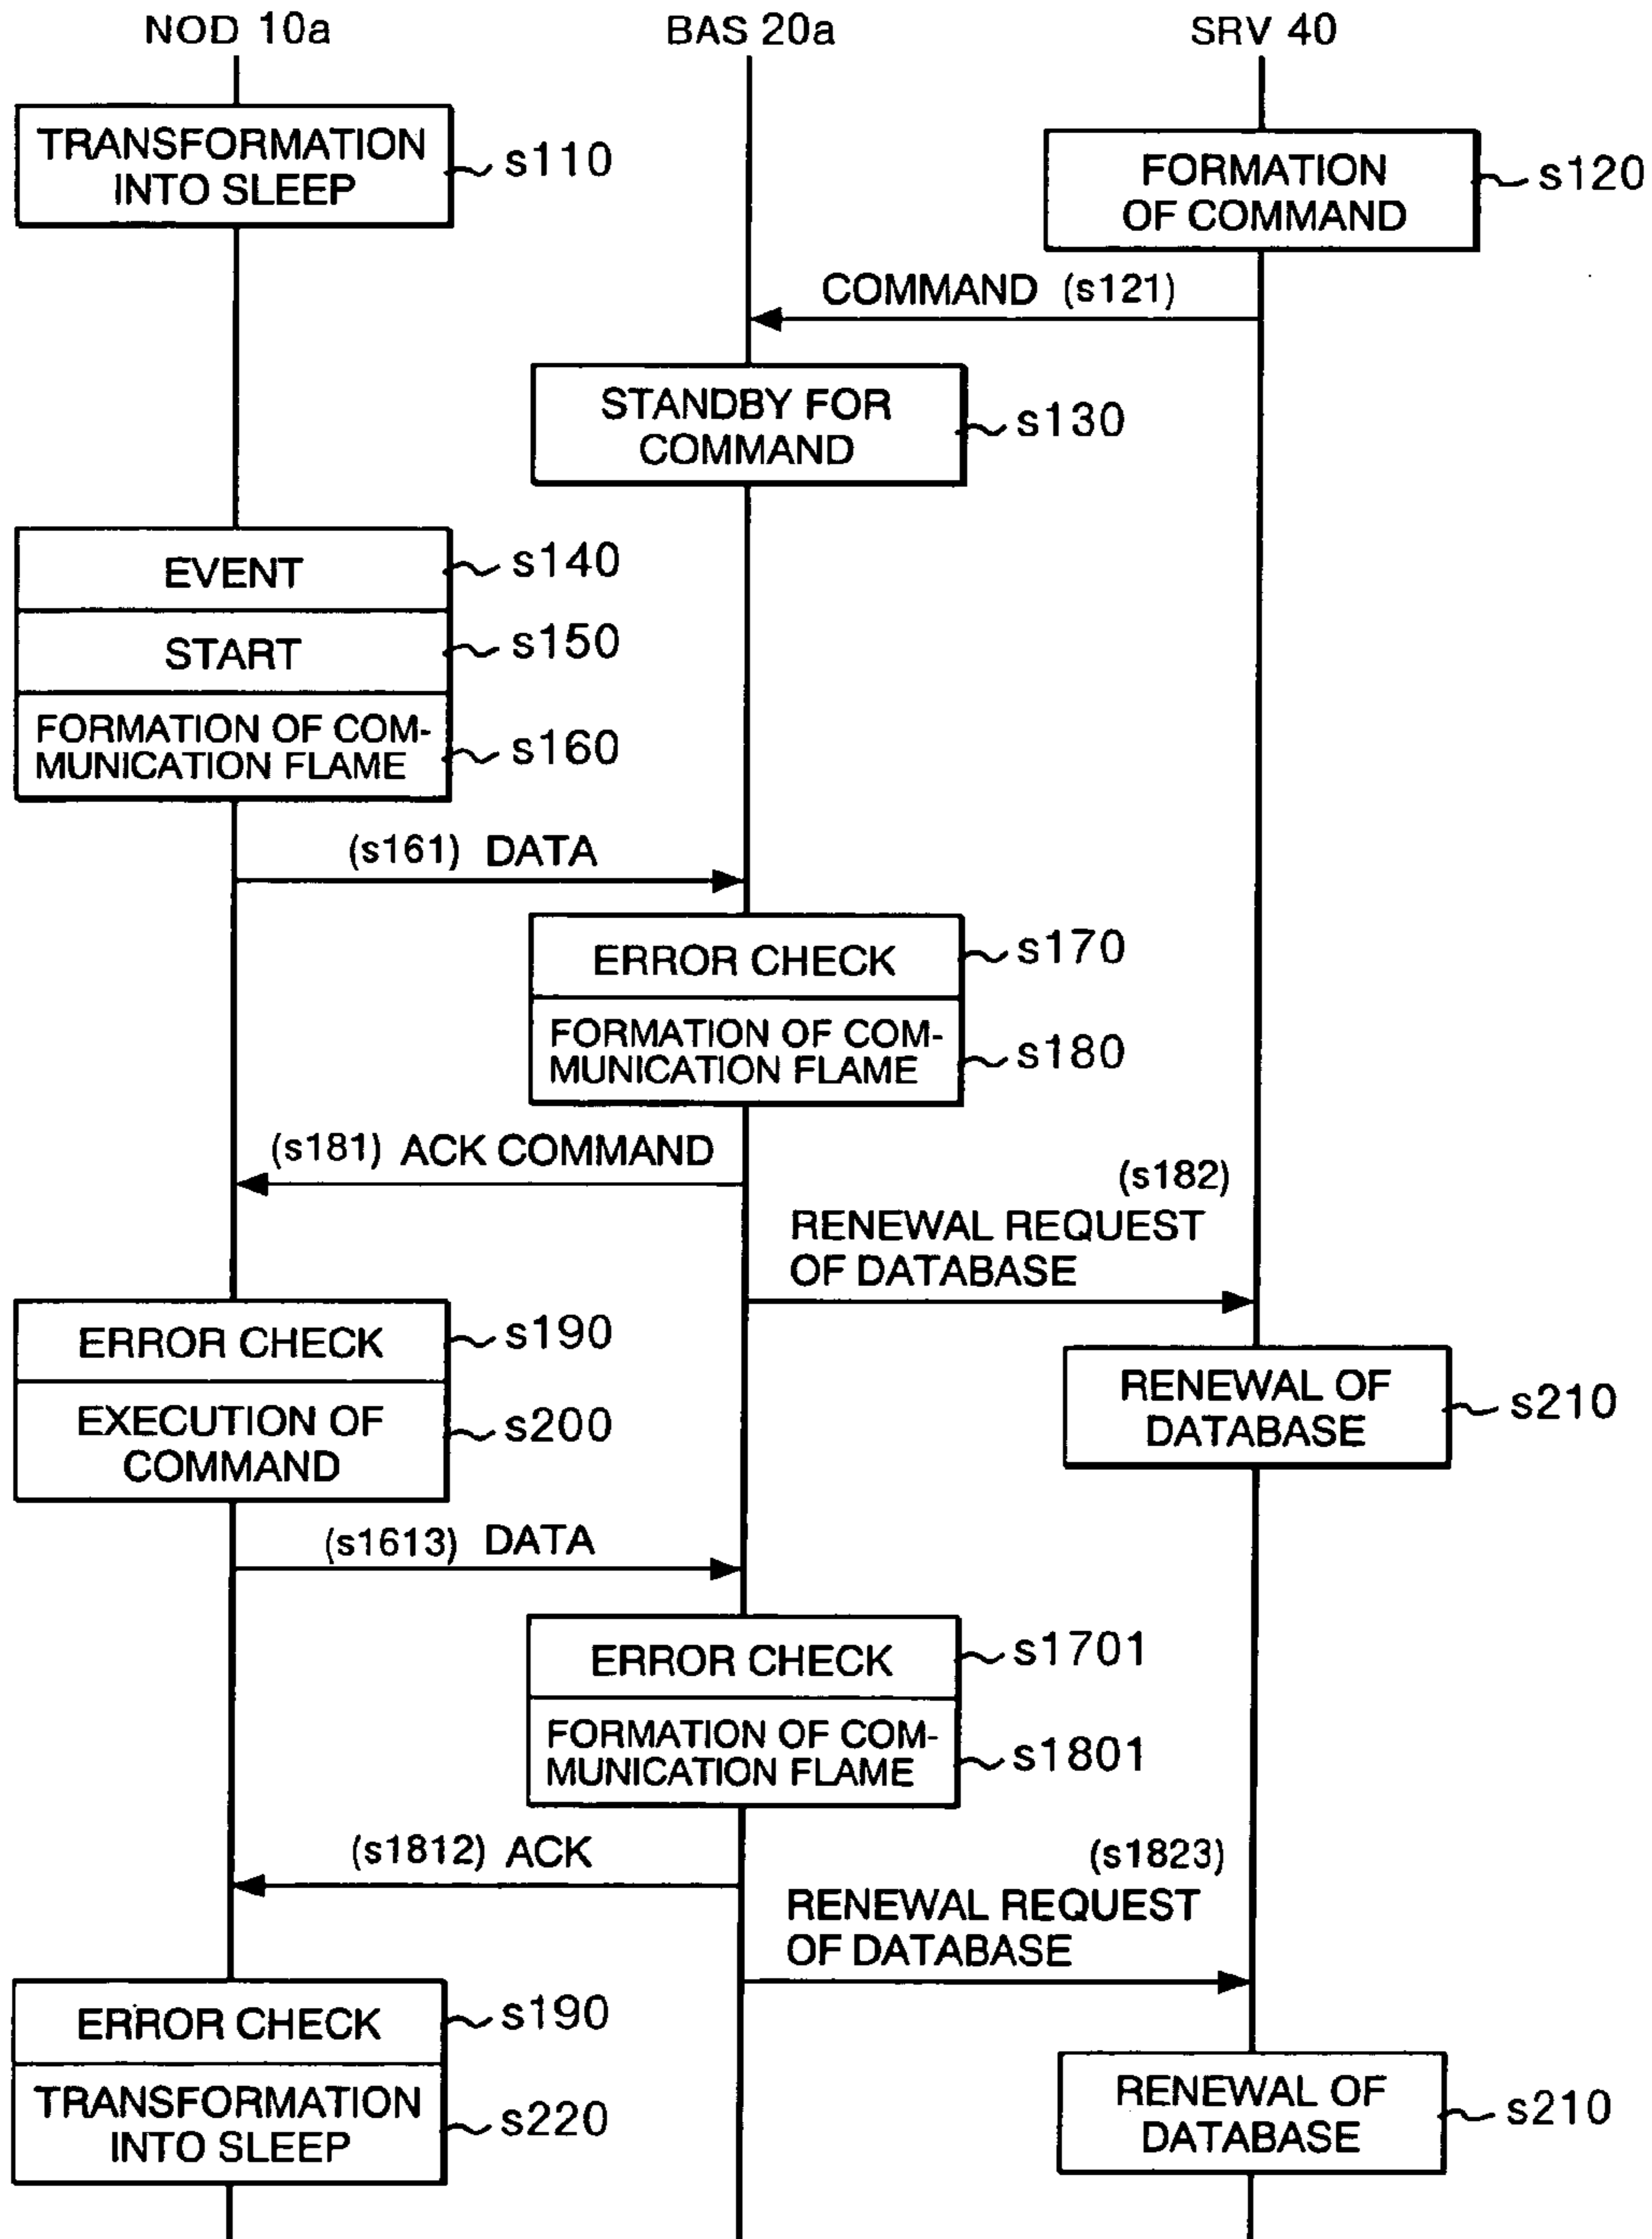 NOD 10a
BAS 20a
SRV 40
TRANSFORMATION
INTO SLEEP
s110
FORMATION
OF COMMAND
s120
COMMAND (s121)
STANDBY FOR
COMMAND
s130
EVENT
s140
START
s150
FORMATION OF COM-
MUNICATION FLAME
s160
(s161) DATA
ERROR CHECK
s170
FORMATION OF COM-
MUNICATION FLAME
s180
(s181) ACK COMMAND
(s182)
RENEWAL REQUEST
OF DATABASE
ERROR CHECK
s190
EXECUTION OF
COMMAND
s200
RENEWAL OF
DATABASE
s210
(s1613) DATA
ERROR CHECK
s1701
FORMATION OF COM-
MUNICATION FLAME
s1801
(s1812) ACK
(s1823)
RENEWAL REQUEST
OF DATABASE
ERROR CHECK
s190
TRANSFORMATION
INTO SLEEP
s220
RENEWAL OF
DATABASE
s210